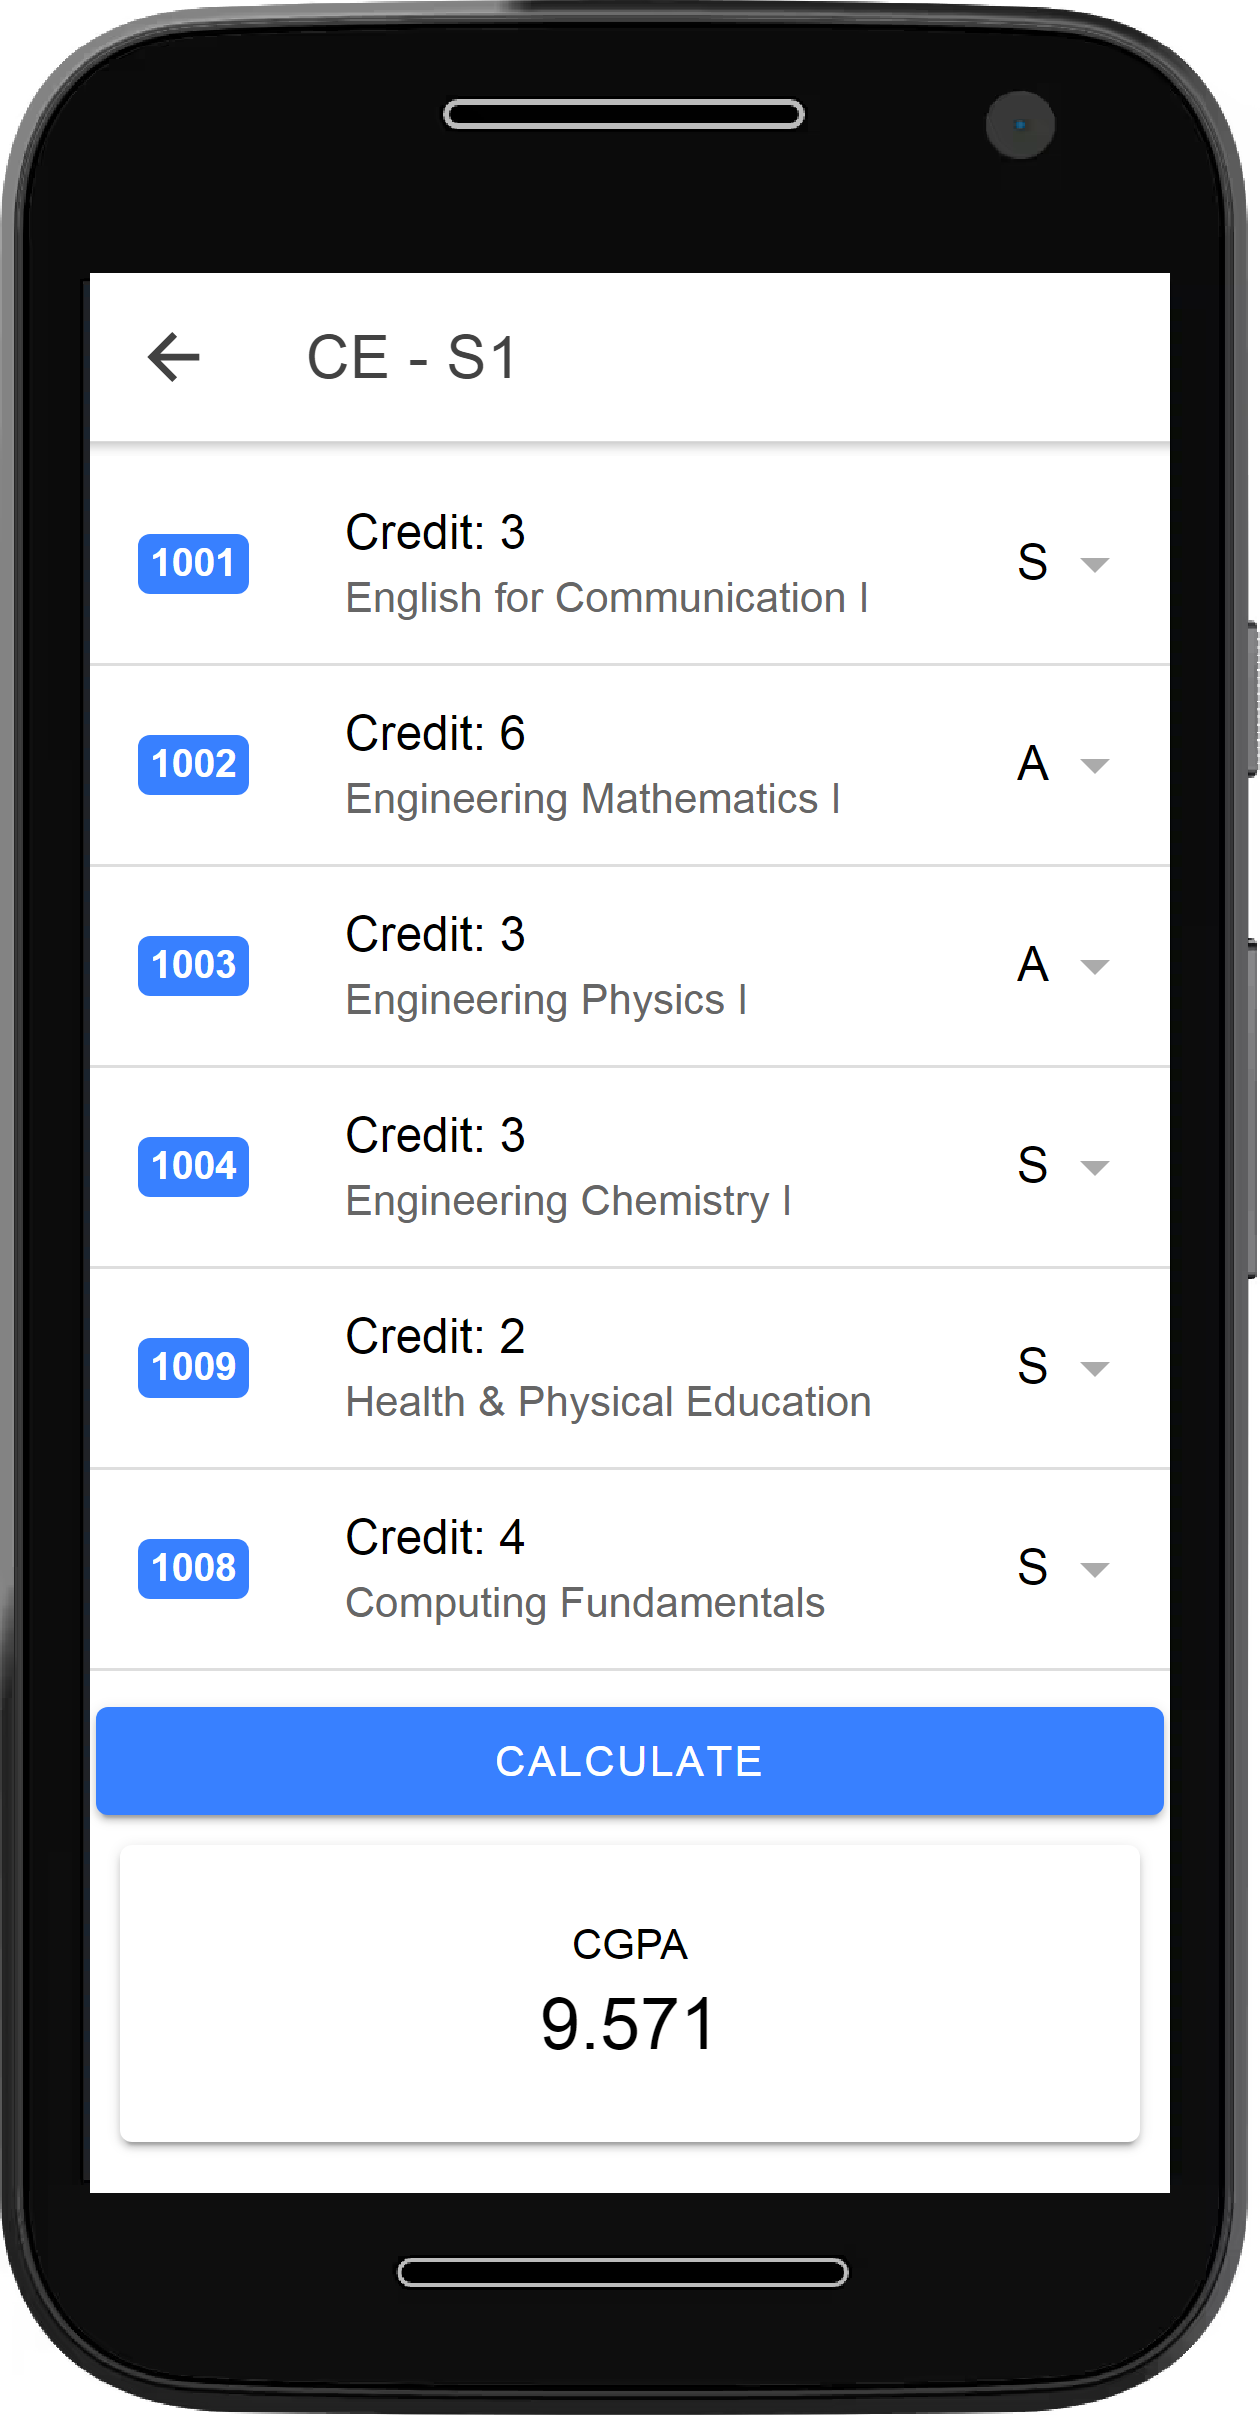 CE - S1
1001
Credit: 3
English for Communication I
S
1002
Credit: 6
Engineering Mathematics I
A
1003
Credit: 3
Engineering Physics I
A
1004
Credit: 3
Engineering Chemistry I
S
1009
Credit: 2
Health & Physical Education
S
1008
Credit: 4
Computing Fundamentals
S
CALCULATE
CGPA
9.571